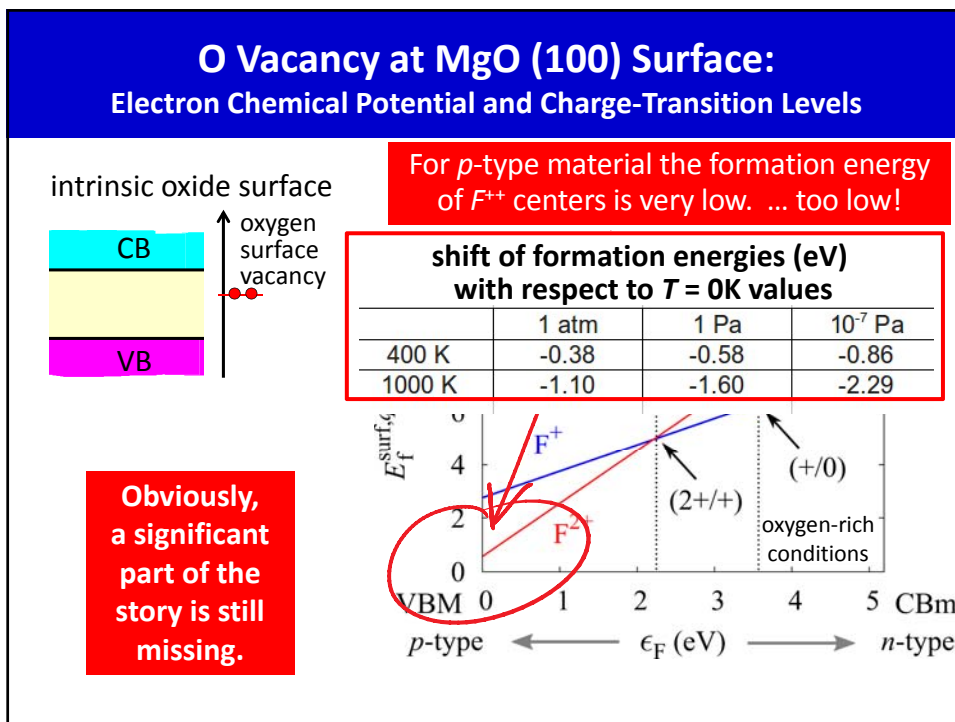 O Vacancy at MgO (100) Surface:
Electron Chemical Potential and Charge-Transition Levels
intrinsic oxide surface
oxygen
surface
vacancy
CB
VB
For p-type material the formation energy
of F⁺⁺ centers is very low. … too low!
shift of formation energies (eV)
with respect to T = 0K values
1 atm 1 Pa 10⁻⁷ Pa
400 K -0.38 -0.58 -0.86
1000 K -1.10 -1.60 -2.29
Obviously,
a significant
part of the
story is still
missing.
F⁺
4
(+/0)
(2+/+)
2
F²⁺
oxygen-rich
conditions
0
VBM 0 1 2 3 4 5 CBm
p-type ϵF (eV) n-type